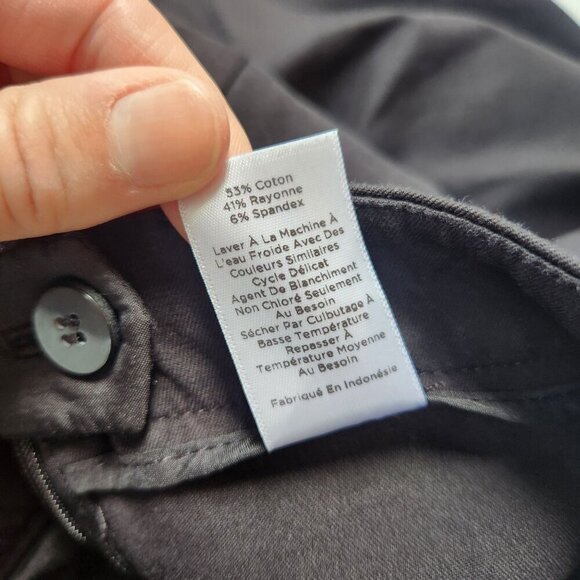 53% Coton
41% Rayonne
6% Spandex
Laver À La Machine À
L'eau Froide Avec Des
Couleurs Similaires
Cycle Délicat
Agent De Blanchiment
Non Chloré Seulement
Au Besoin
Sécher Par Culbutage À
Basse Température
Repasser À
Température Moyenne
Au Besoin
Fabriqué En Indonésie